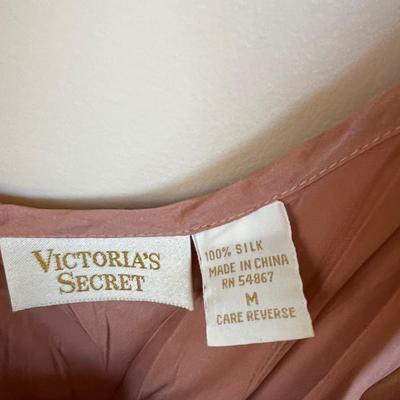 VICTORIA'S
SECRET
100% SILK
MADE IN CHINA
RN 54867
M
CARE REVERSE